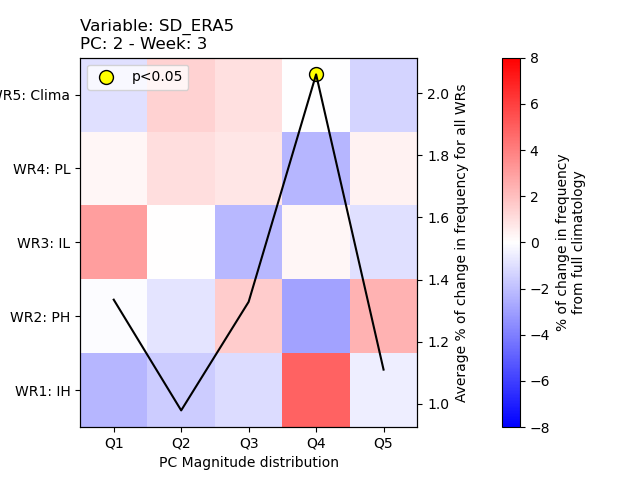 Variable: SD_ERA5
PC: 2 - Week: 3
p<0.05
WR5: Clima
WR4: PL
WR3: IL
WR2: PH
WR1: IH
Q1 Q2 Q3 Q4 Q5
PC Magnitude distribution
2.0
1.8
1.6
1.4
1.2
1.0
Average % of change in frequency for all WRs
8
6
4
2
0
−2
−4
−6
−8
% of change in frequency
from full climatology